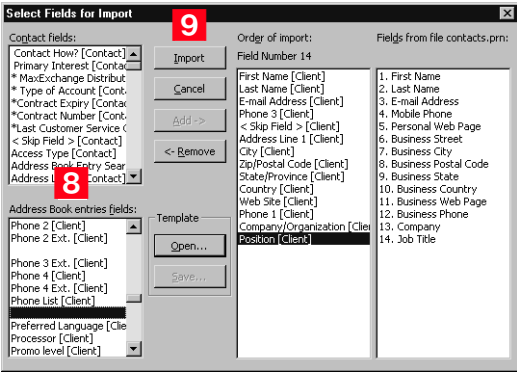 Select Fields for Import
9
Contact fields:
Contact How? [Contact]
Primary Interest [Contac
* MaxExchange Distribut
* Type of Account [Cont
*Contract Expiry [Contac
*Contract Number [Cont
*Last Customer Service (
< Skip Field > [Contact]
Access Type [Contact]
Address Book Entry Sear
Address L
Contact]
8
Address Book entries fields:
Phone 2 [Client]
Phone 2 Ext. [Client]
Phone 3 Ext. [Client]
Phone 4 [Client]
Phone 4 Ext. [Client]
Phone List [Client]
Preferred Language [Clie
Processor [Client]
Promo level [Client]
Import
Cancel
Add ->
<- Remove
Template
Open...
Save...
Order of import:
Field Number 14
First Name [Client]
Last Name [Client]
E-mail Address [Client]
Phone 3 [Client]
< Skip Field > [Client]
Address Line 1 [Client]
City [Client]
Zip/Postal Code [Client]
State/Province [Client]
Country [Client]
Web Site [Client]
Phone 1 [Client]
Company/Organization [Clie
Position [Client]
Fields from file contacts.prn:
1. First Name
2. Last Name
3. E-mail Address
4. Mobile Phone
5. Personal Web Page
6. Business Street
7. Business City
8. Business Postal Code
9. Business State
10. Business Country
11. Business Web Page
12. Business Phone
13. Company
14. Job Title